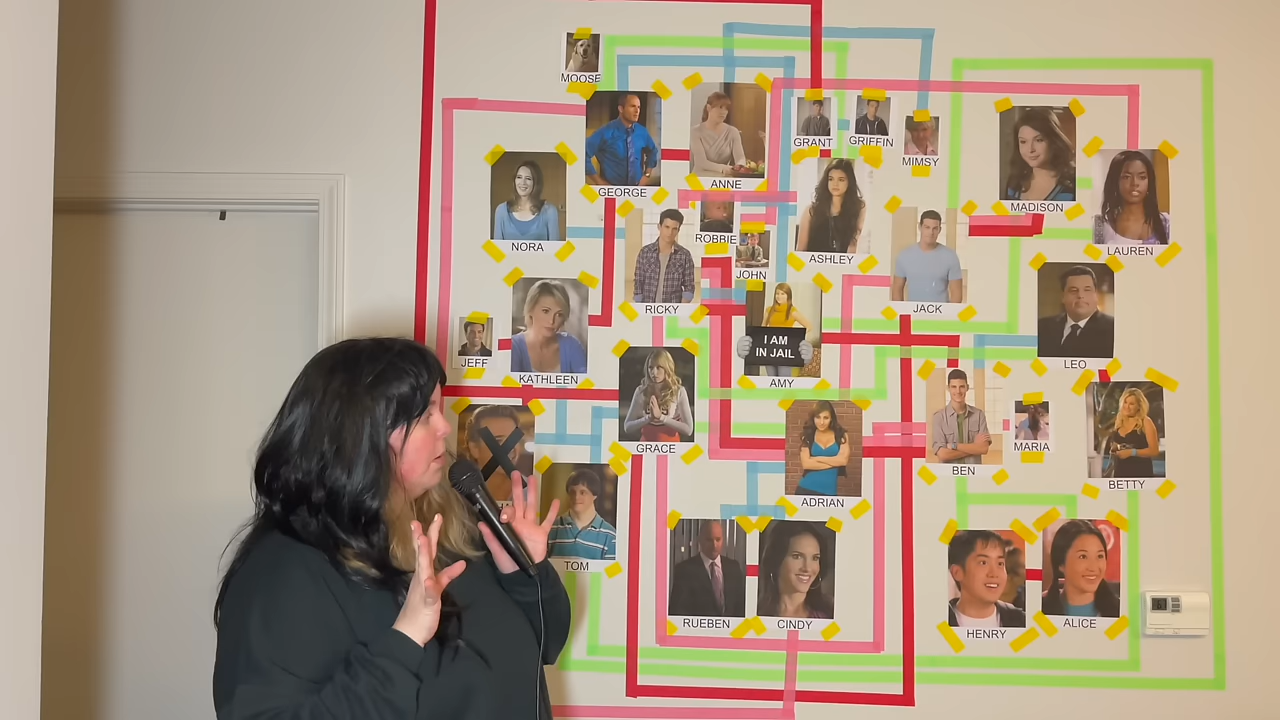 MOOSE
GEORGE
ANNE
GRANT
GRIFFIN
MIMSY
MADISON
LAUREN
NORA
ROBBIE
JOHN
ASHLEY
RICKY
JACK
I AM
IN JAIL
AMY
LEO
JEFF
KATHLEEN
GRACE
ADRIAN
BEN
MARIA
BETTY
TOM
RUEBEN
CINDY
HENRY
ALICE